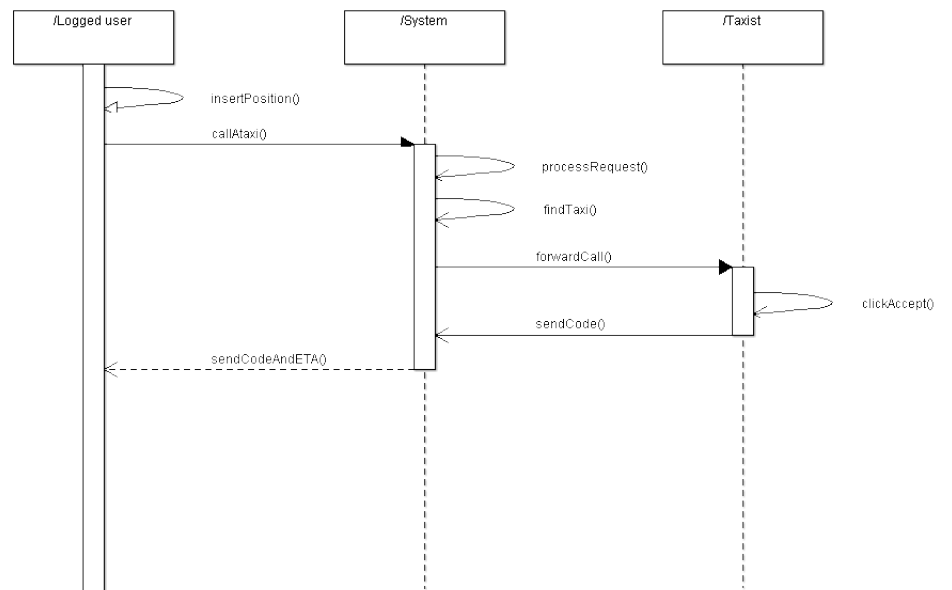 /Logged user
/System
/Taxist
insertPosition()
callAtaxi()
processRequest()
findTaxi()
forwardCall()
clickAccept()
sendCode()
sendCodeAndETA()